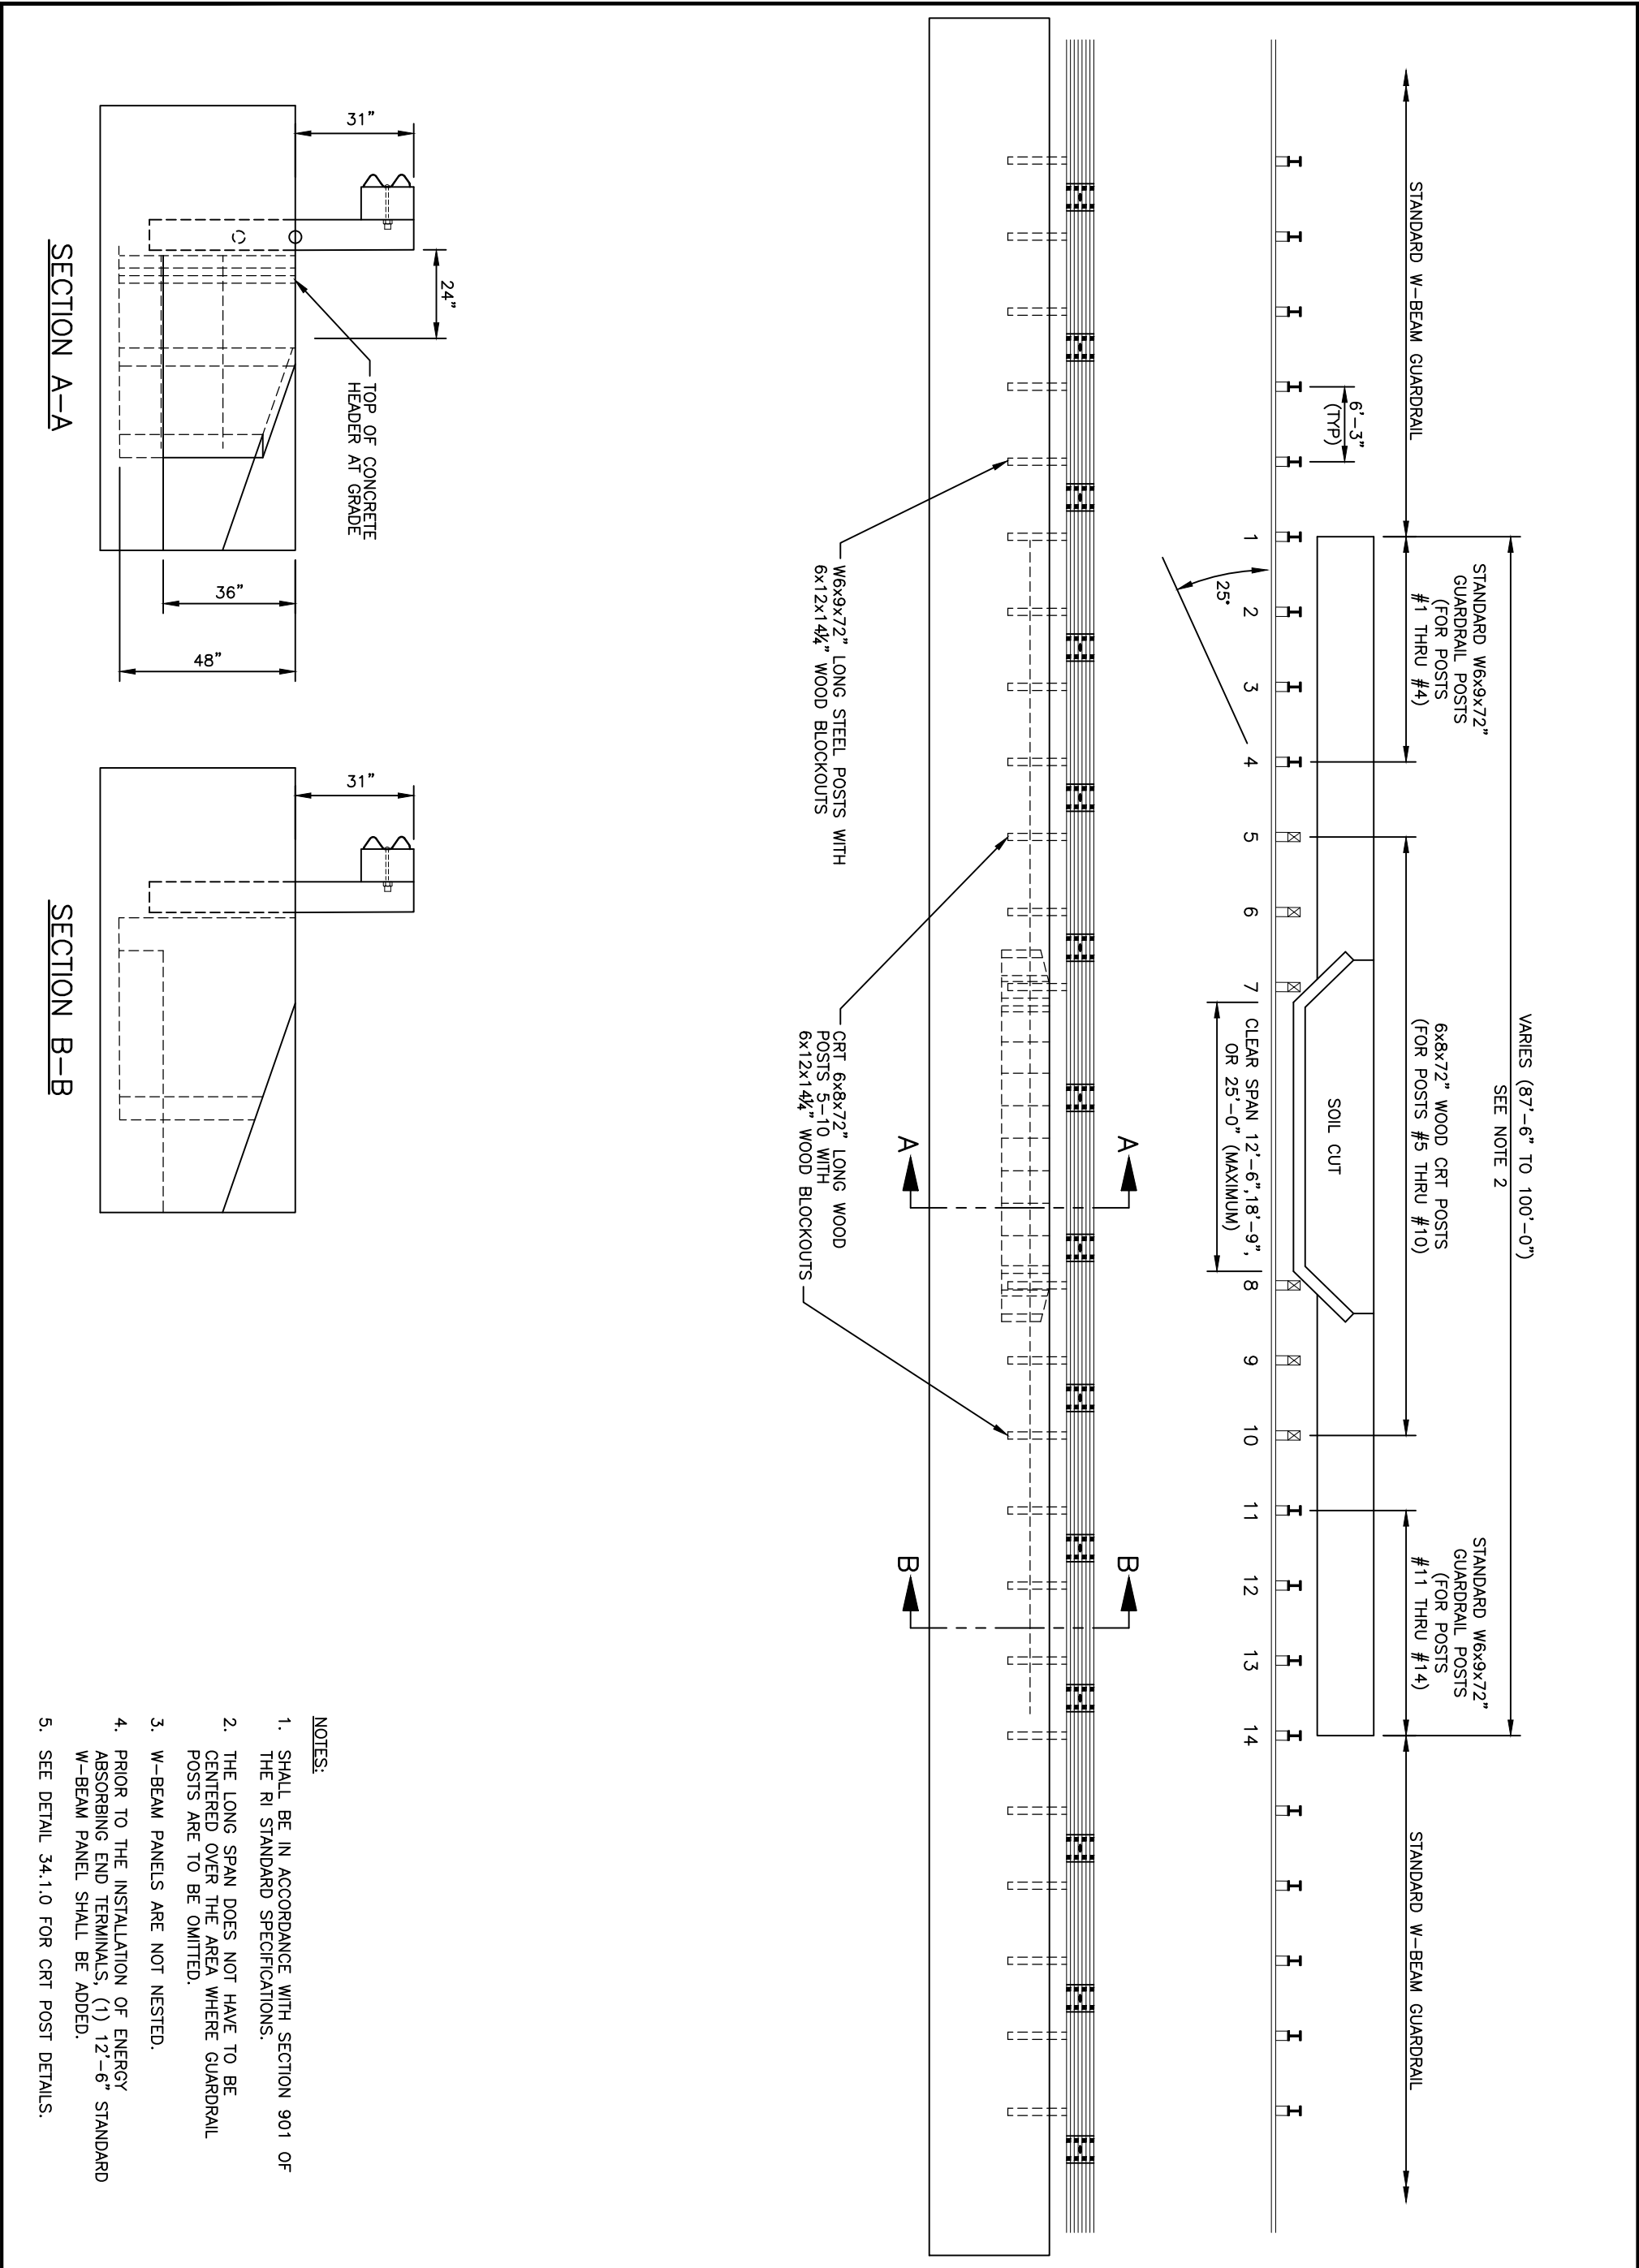 VARIES (87'-6" TO 100'-0")
SEE NOTE 2
STANDARD W-BEAM GUARDRAIL
STANDARD W6x9x72"
GUARDRAIL POSTS
(FOR POSTS
#1 THRU #4)
6x8x72" WOOD CRT POSTS
(FOR POSTS #5 THRU #10)
STANDARD W6x9x72"
GUARDRAIL POSTS
(FOR POSTS
#11 THRU #14)
STANDARD W-BEAM GUARDRAIL
6'-3"
(TYP)
SOIL CUT
1 2 3 4 5 6 7 8 9 10 11 12 13 14
25°
CLEAR SPAN 12'-6",18'-9",
OR 25'-0" (MAXIMUM)
A
B
A
B
W6x9x72" LONG STEEL POSTS WITH
6x12x14¼" WOOD BLOCKOUTS
CRT 6x8x72" LONG WOOD
POSTS 5-10 WITH
6x12x14¼" WOOD BLOCKOUTS
31"
24"
TOP OF CONCRETE
HEADER AT GRADE
36"
48"
SECTION A-A
31"
SECTION B-B
NOTES:
1. SHALL BE IN ACCORDANCE WITH SECTION 901 OF
THE RI STANDARD SPECIFICATIONS.
2. THE LONG SPAN DOES NOT HAVE TO BE
CENTERED OVER THE AREA WHERE GUARDRAIL
POSTS ARE TO BE OMITTED.
3. W-BEAM PANELS ARE NOT NESTED.
4. PRIOR TO THE INSTALLATION OF ENERGY
ABSORBING END TERMINALS, (1) 12'-6" STANDARD
W-BEAM PANEL SHALL BE ADDED.
5. SEE DETAIL 34.1.0 FOR CRT POST DETAILS.